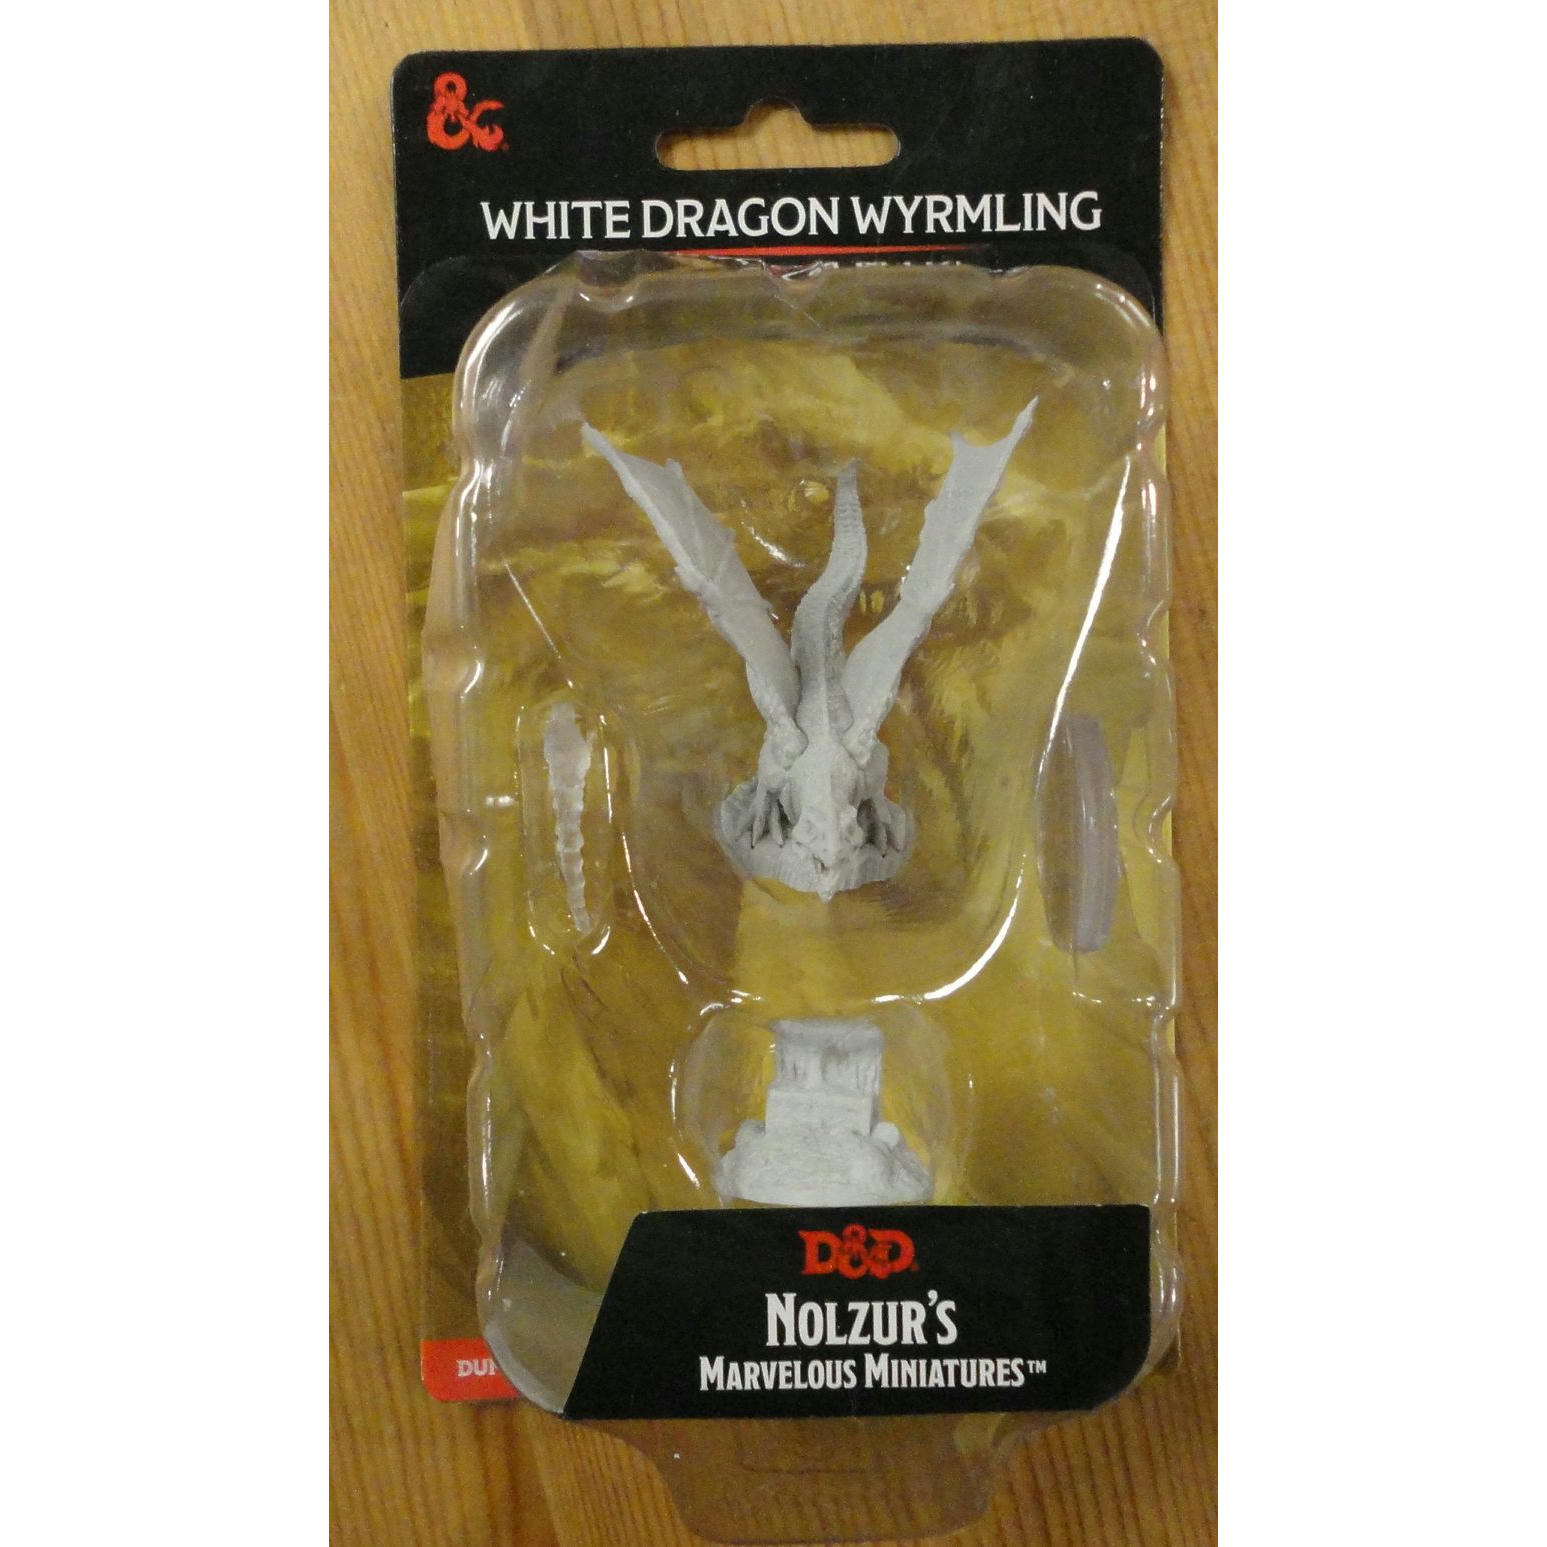 &
WHITE DRAGON WYRMLING
D&D
NOLZUR'S
MARVELOUS MINIATURES™